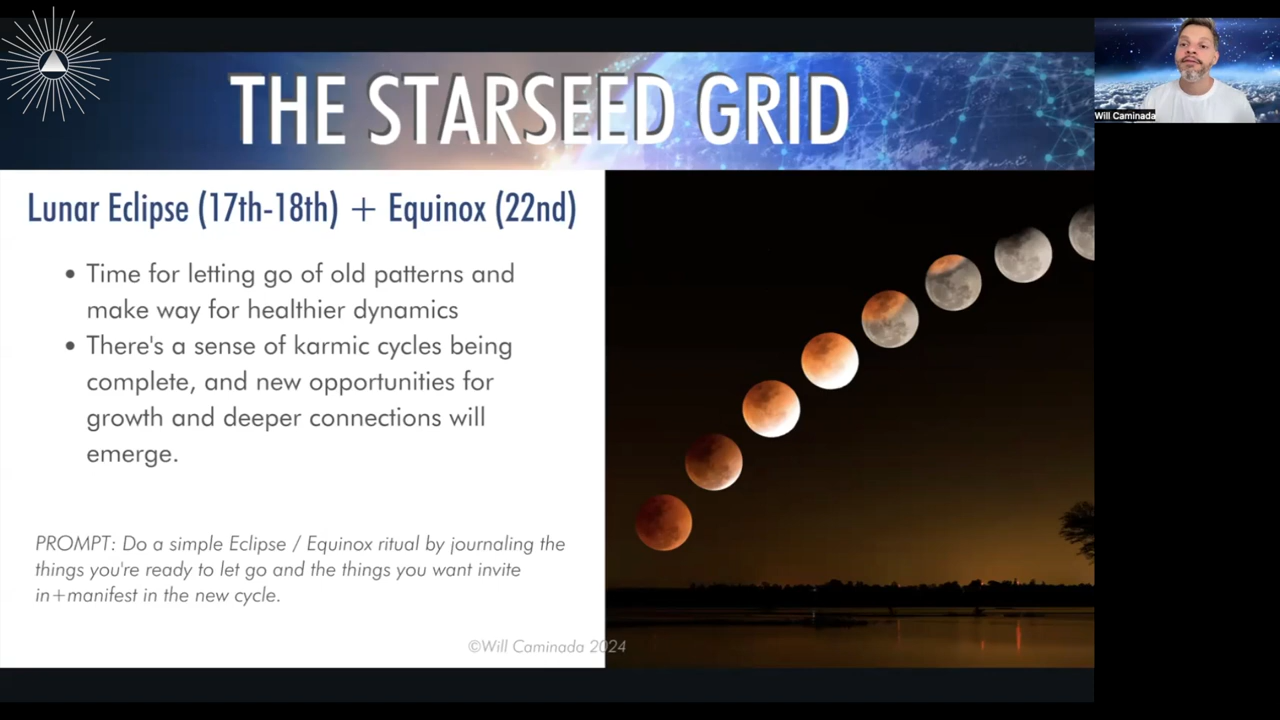 THE STARSEED GRID
Will Caminada
Lunar Eclipse (17th-18th) + Equinox (22nd)
• Time for letting go of old patterns and
make way for healthier dynamics
• There's a sense of karmic cycles being
complete, and new opportunities for
growth and deeper connections will
emerge.
PROMPT: Do a simple Eclipse / Equinox ritual by journaling the
things you're ready to let go and the things you want invite
in+manifest in the new cycle.
©Will Caminada 2024